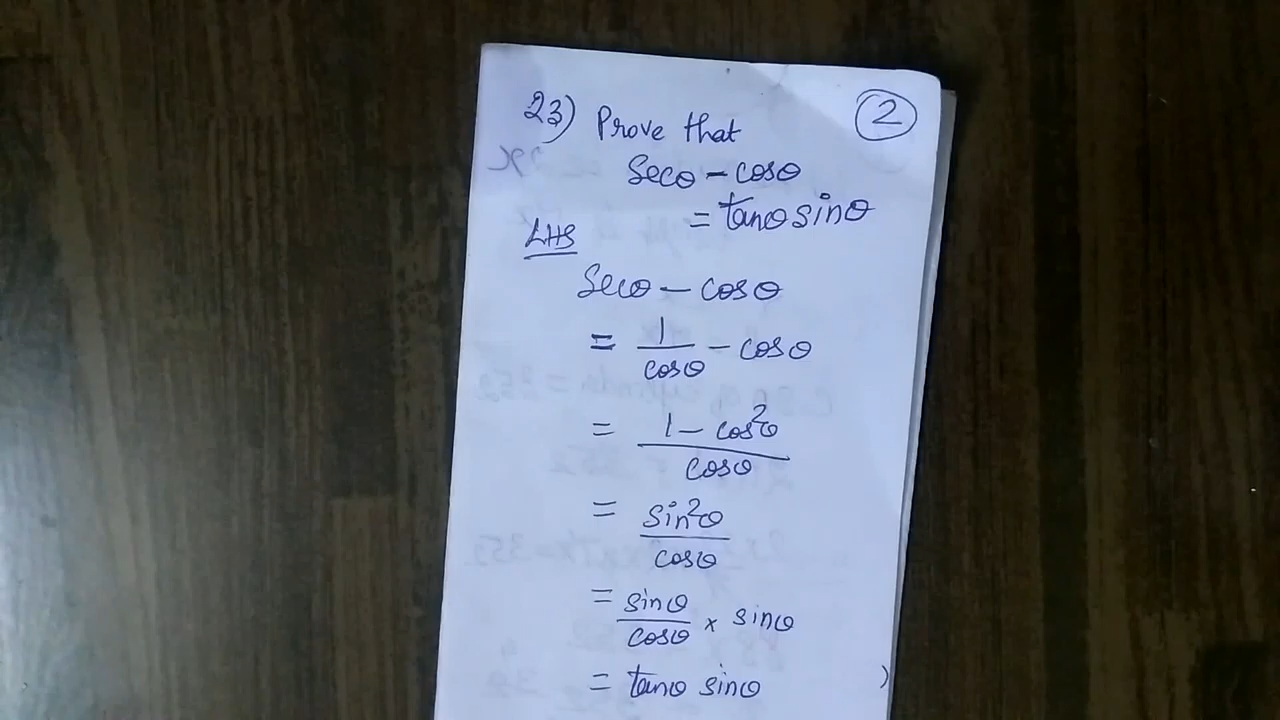 23) Prove that
2
Secθ - cosθ
= tanθ sinθ
LHS
Secθ - cosθ
= 1/cosθ - cosθ
= 1 - cos²θ / cosθ
= sin²θ / cosθ
= sinθ/cosθ × sinθ
= tanθ sinθ